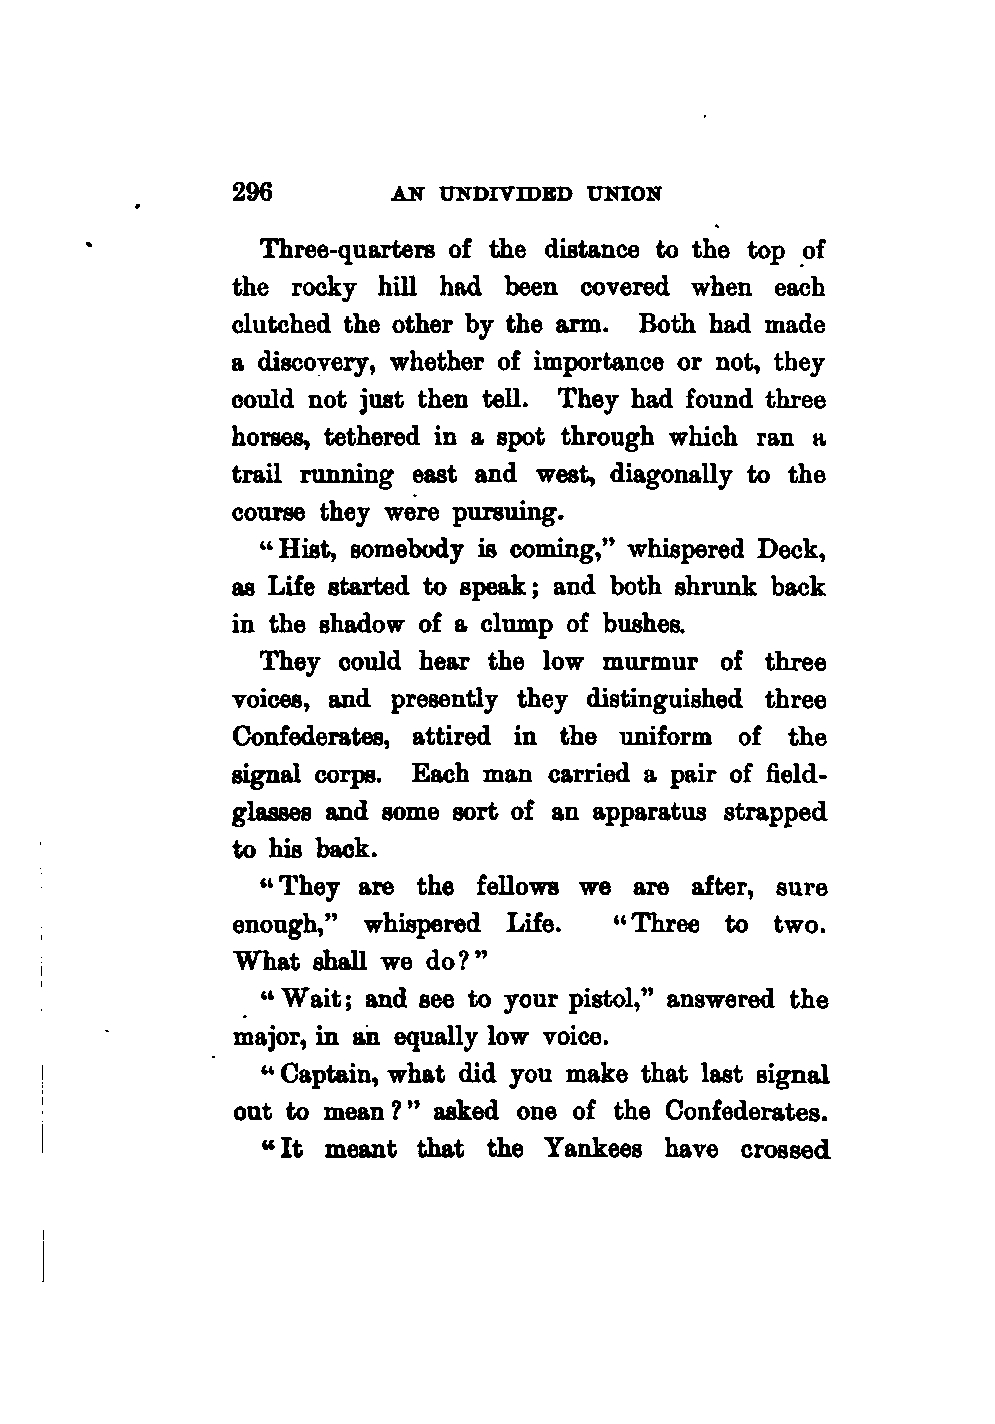 296 AN UNDIVIDED UNION
Three-quarters of the distance to the top of
the rocky hill had been covered when each
clutched the other by the arm. Both had made
a discovery, whether of importance or not, they
could not just then tell. They had found three
horses, tethered in a spot through which ran a
trail running east and west, diagonally to the
course they were pursuing.
"Hist, somebody is coming," whispered Deck,
as Life started to speak; and both shrunk back
in the shadow of a clump of bushes.
They could hear the low murmur of three
voices, and presently they distinguished three
Confederates, attired in the uniform of the
signal corps. Each man carried a pair of field-
glasses and some sort of an apparatus strapped
to his back.
"They are the fellows we are after, sure
enough," whispered Life. "Three to two.
What shall we do?"
"Wait; and see to your pistol," answered the
major, in an equally low voice.
"Captain, what did you make that last signal
out to mean?" asked one of the Confederates.
"It meant that the Yankees have crossed